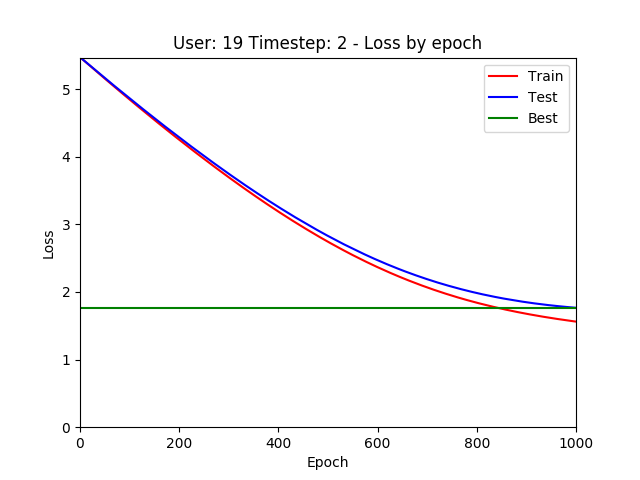 User: 19 Timestep: 2 - Loss by epoch
Train
Test
Best
5
4
3
2
1
0
Loss
0 200 400 600 800 1000
Epoch